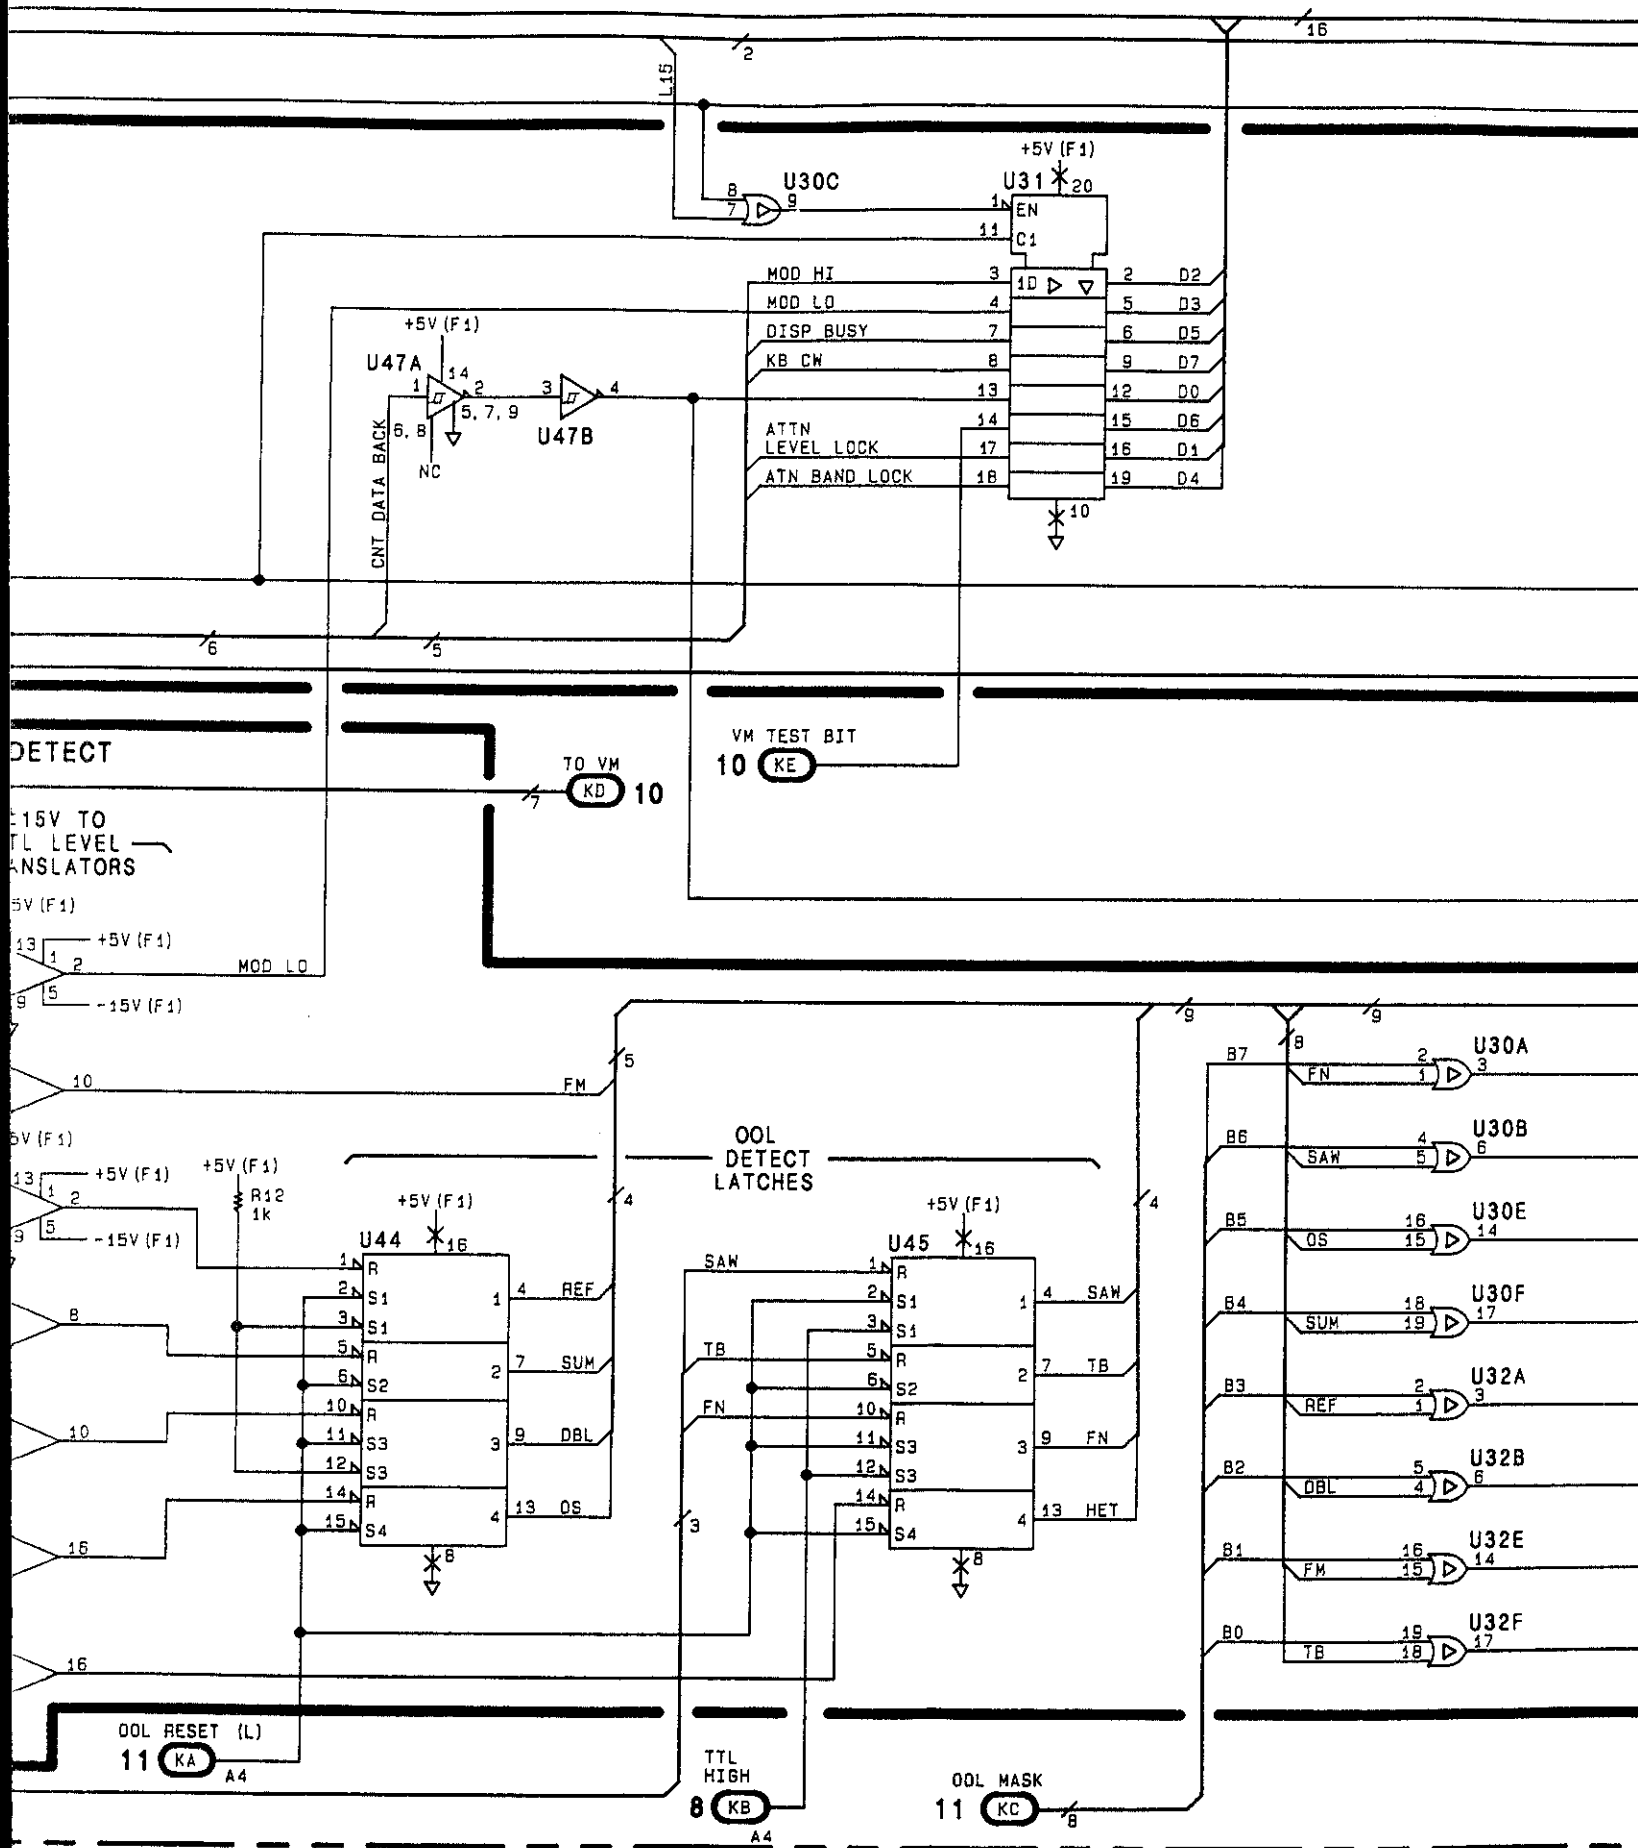 16
2
L15
+5V (F1)
U30C
U31
20
8
7
9
1
EN
11
C1
MOD HI
3
1D
2
D2
MOD LO
4
5
D3
DISP BUSY
7
6
D5
KB CW
8
9
D7
13
12
D0
14
15
D6
ATTN
LEVEL LOCK
17
16
D1
ATN BAND LOCK
18
19
D4
10
+5V (F1)
U47A
14
1
2
5, 7, 9
6, 8
NC
3
4
U47B
CNT DATA BACK
6
5
DETECT
VM TEST BIT
10
KE
TO VM
7
KD
10
15V TO
TL LEVEL
ANSLATORS
5V (F1)
13
1
+5V (F1)
2
MOD LO
9
5
-15V (F1)
9
9
8
5
10
FM
5V (F1)
13
1
+5V (F1)
2
9
5
-15V (F1)
+5V (F1)
R12
1K
OOL
DETECT
LATCHES
4
4
+5V (F1)
U44
16
1
R
2
S1
3
S1
1
4
REF
5
R
6
S2
2
7
SUM
10
R
11
S3
12
S3
3
9
DBL
14
R
15
S4
4
13
OS
8
8
10
16
16
+5V (F1)
U45
16
SAW
1
R
2
S1
3
S1
1
4
SAW
TB
5
R
6
S2
2
7
TB
FN
10
R
11
S3
12
S3
3
9
FN
14
R
15
S4
4
13
HET
8
3
B7
2
U30A
FN
1
3
B6
4
U30B
SAW
5
6
B5
16
U30E
OS
15
14
B4
18
U30F
SUM
19
17
B3
2
U32A
REF
1
3
B2
5
U32B
DBL
4
6
B1
16
U32E
FM
15
14
B0
19
U32F
TB
18
17
OOL RESET (L)
11
KA
A4
TTL
HIGH
8
KB
A4
OOL MASK
11
KC
8